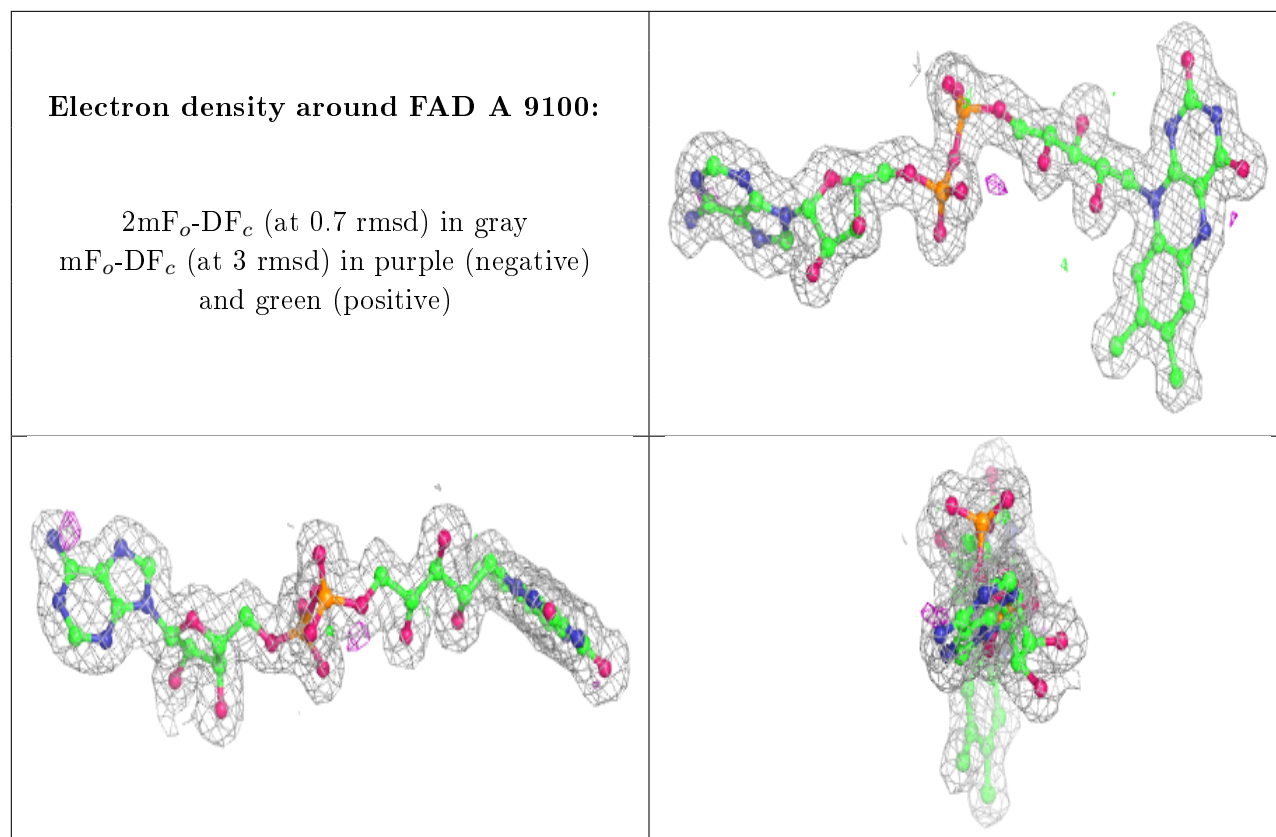 Electron density around FAD A 9100:
2mFo-DFc (at 0.7 rmsd) in gray
mFo-DFc (at 3 rmsd) in purple (negative)
and green (positive)